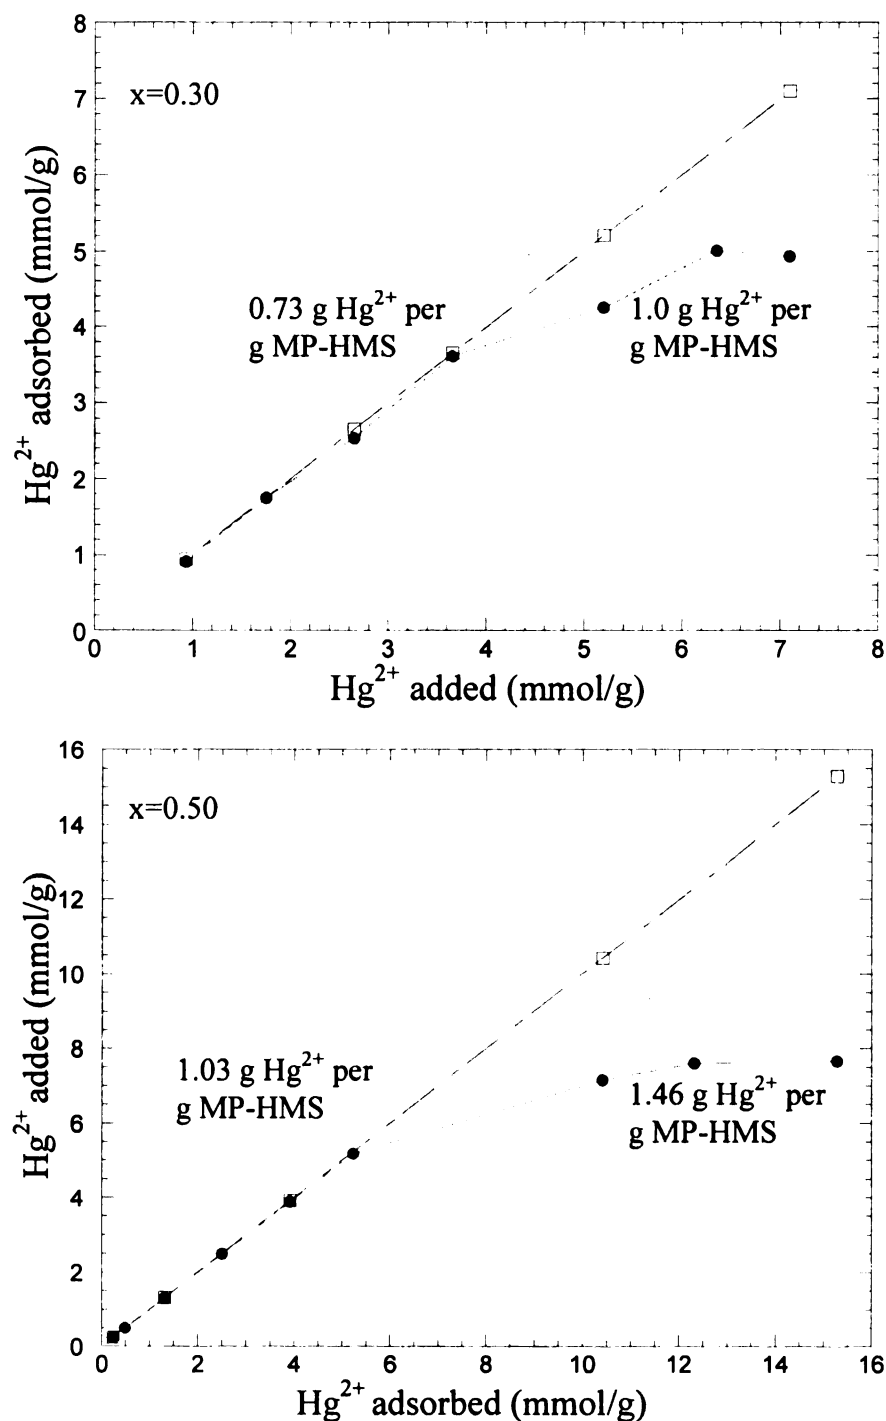 8
x=0.30
7
6
5
0.73 g Hg²⁺ per
g MP-HMS
1.0 g Hg²⁺ per
g MP-HMS
4
3
2
1
0
Hg²⁺ adsorbed (mmol/g)
0 1 2 3 4 5 6 7 8
Hg²⁺ added (mmol/g)
16
x=0.50
14
12
10
8
1.03 g Hg²⁺ per
g MP-HMS
1.46 g Hg²⁺ per
g MP-HMS
6
4
2
0
Hg²⁺ added (mmol/g)
0 2 4 6 8 10 12 14 16
Hg²⁺ adsorbed (mmol/g)